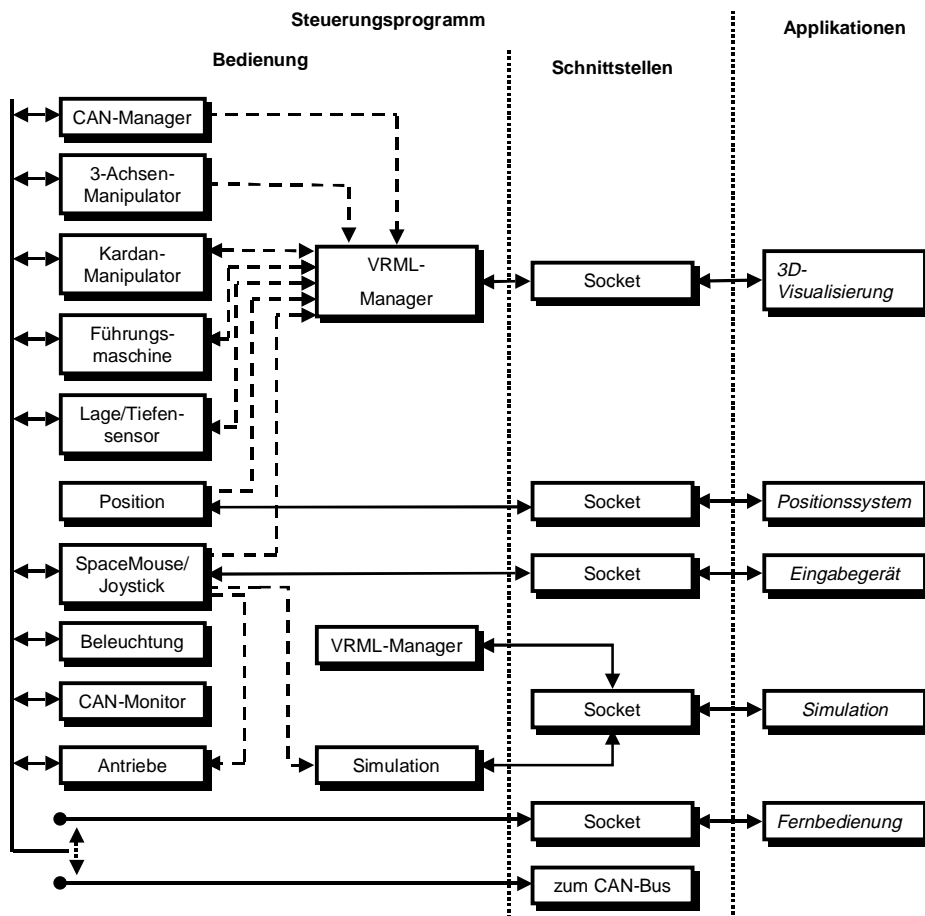 Steuerungsprogramm
Applikationen
Bedienung
Schnittstellen
CAN-Manager
3-Achsen-
Manipulator
Kardan-
Manipulator
VRML-
Manager
Socket
3D-
Visualisierung
Führungs-
maschine
Lage/Tiefen-
sensor
Position
Socket
Positionssystem
SpaceMouse/
Joystick
Socket
Eingabegerät
Beleuchtung
VRML-Manager
CAN-Monitor
Socket
Simulation
Antriebe
Simulation
Socket
Fernbedienung
zum CAN-Bus